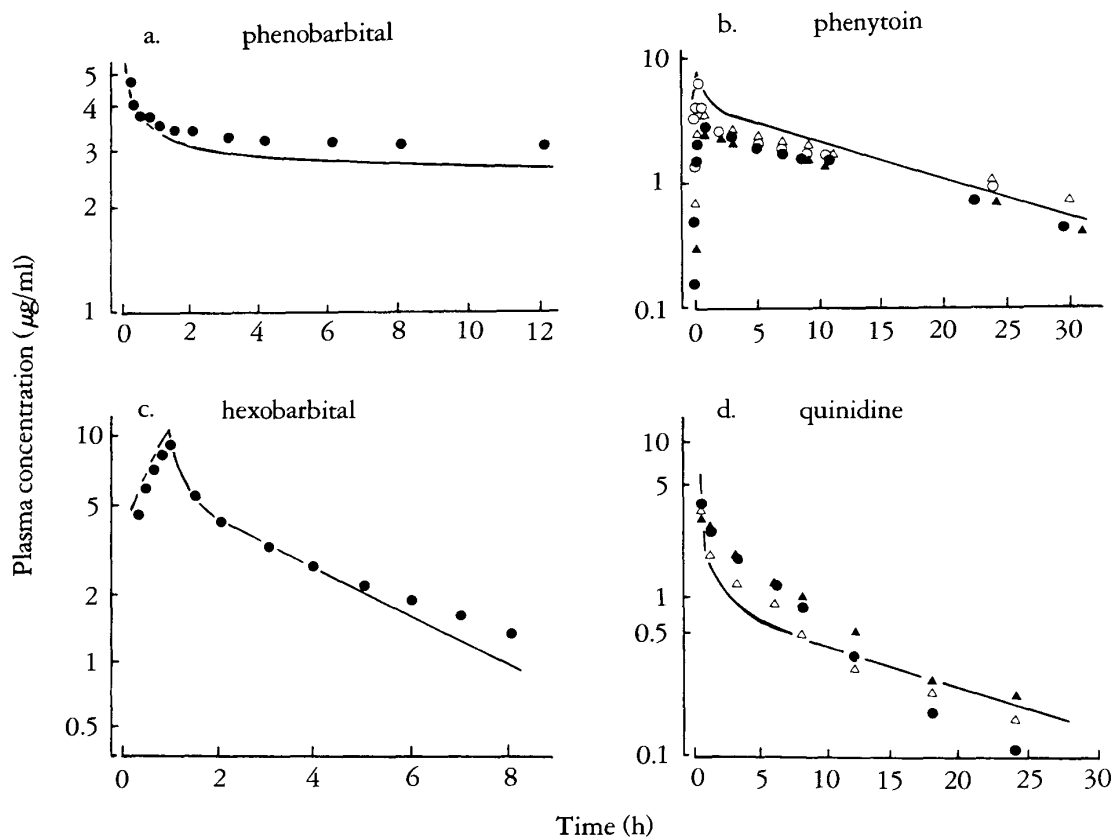 a. phenobarbital
5
4
3
2
1
0 2 4 6 8 10 12
b. phenytoin
10
1
0.1
0 5 10 15 20 25 30
c. hexobarbital
10
5
2
1
0.5
0 2 4 6 8
d. quinidine
10
5
1
0.5
0.1
0 5 10 15 20 25 30
Plasma concentration (μg/ml)
Time (h)